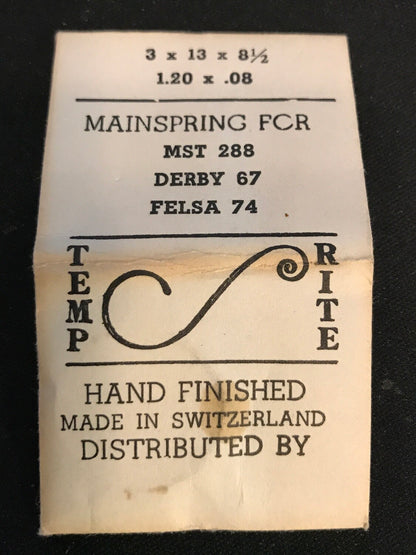 3 x 13 x 8½
1.20 x .08
MAINSPRING FOR
MST 288
DERBY 67
FELSA 74
TEMP
RITE
HAND FINISHED
MADE IN SWITZERLAND
DISTRIBUTED BY